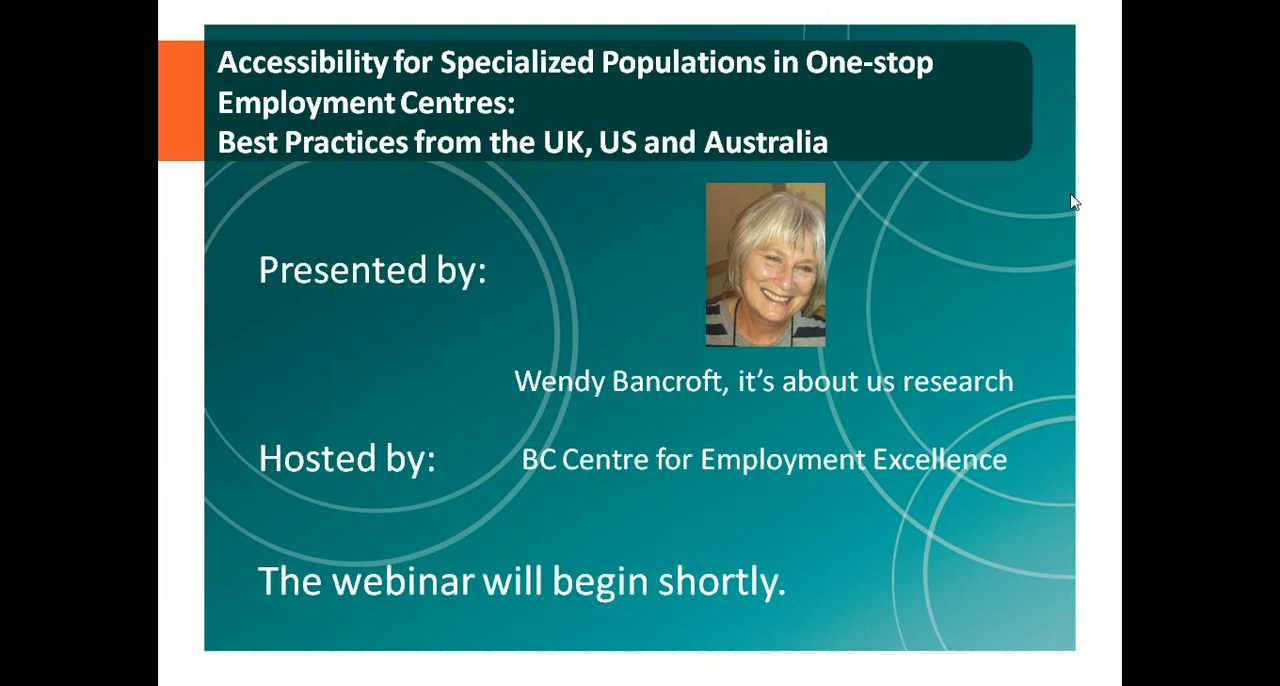 Accessibility for Specialized Populations in One-stop
Employment Centres:
Best Practices from the UK, US and Australia
Presented by:
Wendy Bancroft, it’s about us research
Hosted by:
BC Centre for Employment Excellence
The webinar will begin shortly.